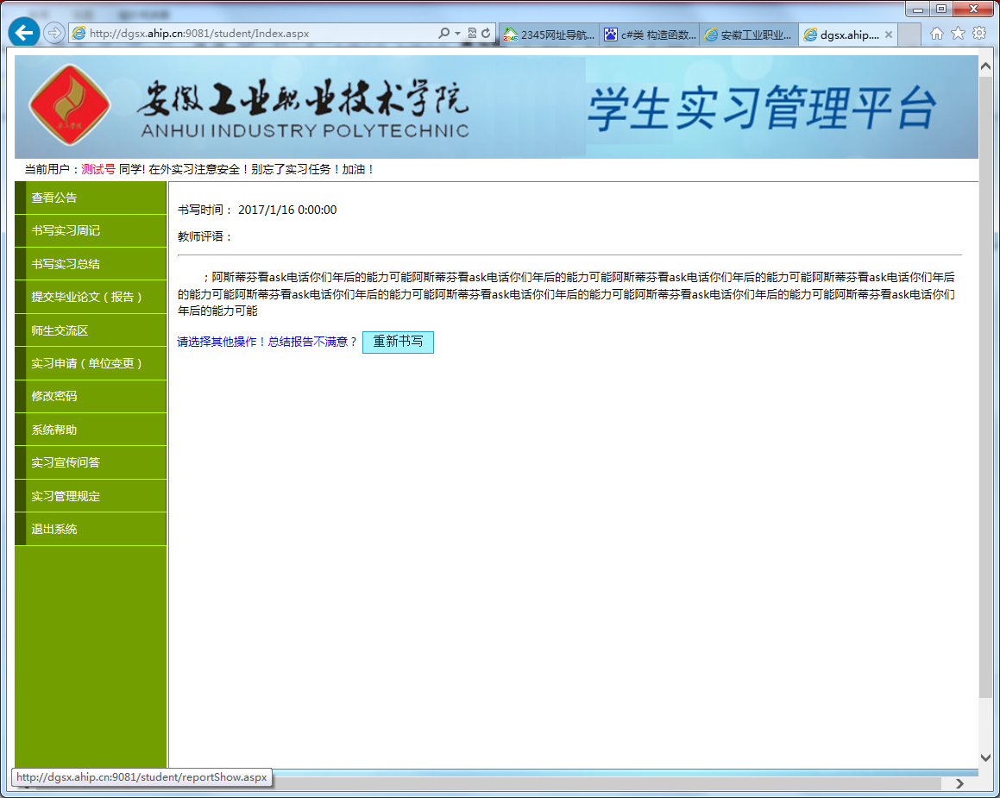 http://dgsx.ahip.cn:9081/student/Index.aspx
2345网址导航...
c#类 构造函数...
安徽工业职业...
dgsx.ahip....
安徽工业职业技术学院
ANHUI INDUSTRY POLYTECHNIC
学生实习管理平台
当前用户：测试号 同学! 在外实习注意安全！别忘了实习任务！加油！
查看公告
书写实习周记
书写实习总结
提交毕业论文（报告）
师生交流区
实习申请（单位变更）
修改密码
系统帮助
实习宣传问答
实习管理规定
退出系统
书写时间： 2017/1/16 0:00:00
教师评语：
；阿斯蒂芬看ask电话你们年后的能力可能阿斯蒂芬看ask电话你们年后的能力可能阿斯蒂芬看ask电话你们年后的能力可能阿斯蒂芬看ask电话你们年后
的能力可能阿斯蒂芬看ask电话你们年后的能力可能阿斯蒂芬看ask电话你们年后的能力可能阿斯蒂芬看ask电话你们年后的能力可能阿斯蒂芬看ask电话你们
年后的能力可能
请选择其他操作！总结报告不满意？ 重新书写
http://dgsx.ahip.cn:9081/student/reportShow.aspx